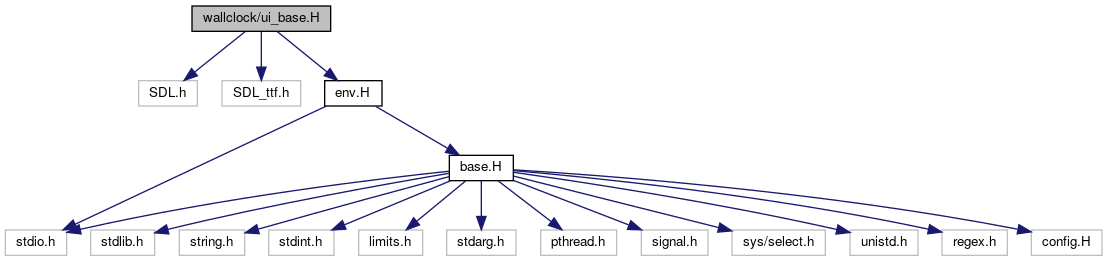 wallclock/ui_base.H
SDL.h
SDL_ttf.h
env.H
base.H
stdio.h
stdlib.h
string.h
stdint.h
limits.h
stdarg.h
pthread.h
signal.h
sys/select.h
unistd.h
regex.h
config.H